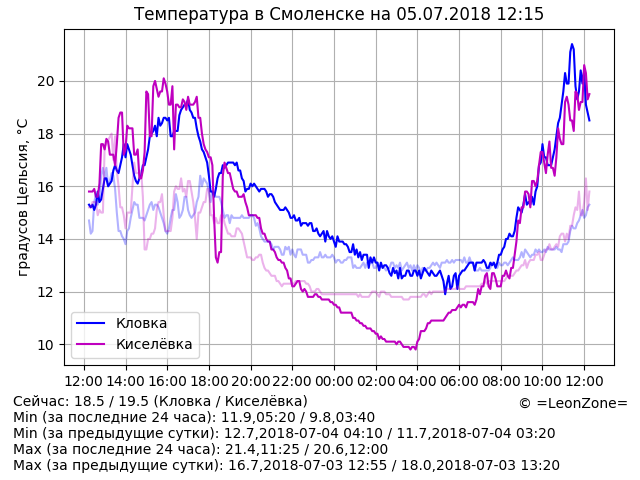 Температура в Смоленске на 05.07.2018 12:15
градусов Цельсия, °C
20
18
16
14
12
10
Кловка
Киселёвка
12:00 14:00 16:00 18:00 20:00 22:00 00:00 02:00 04:00 06:00 08:00 10:00 12:00
Сейчас: 18.5 / 19.5 (Кловка / Киселёвка)
© =LeonZone=
Min (за последние 24 часа): 11.9,05:20 / 9.8,03:40
Min (за предыдущие сутки): 12.7,2018-07-04 04:10 / 11.7,2018-07-04 03:20
Max (за последние 24 часа): 21.4,11:25 / 20.6,12:00
Max (за предыдущие сутки): 16.7,2018-07-03 12:55 / 18.0,2018-07-03 13:20